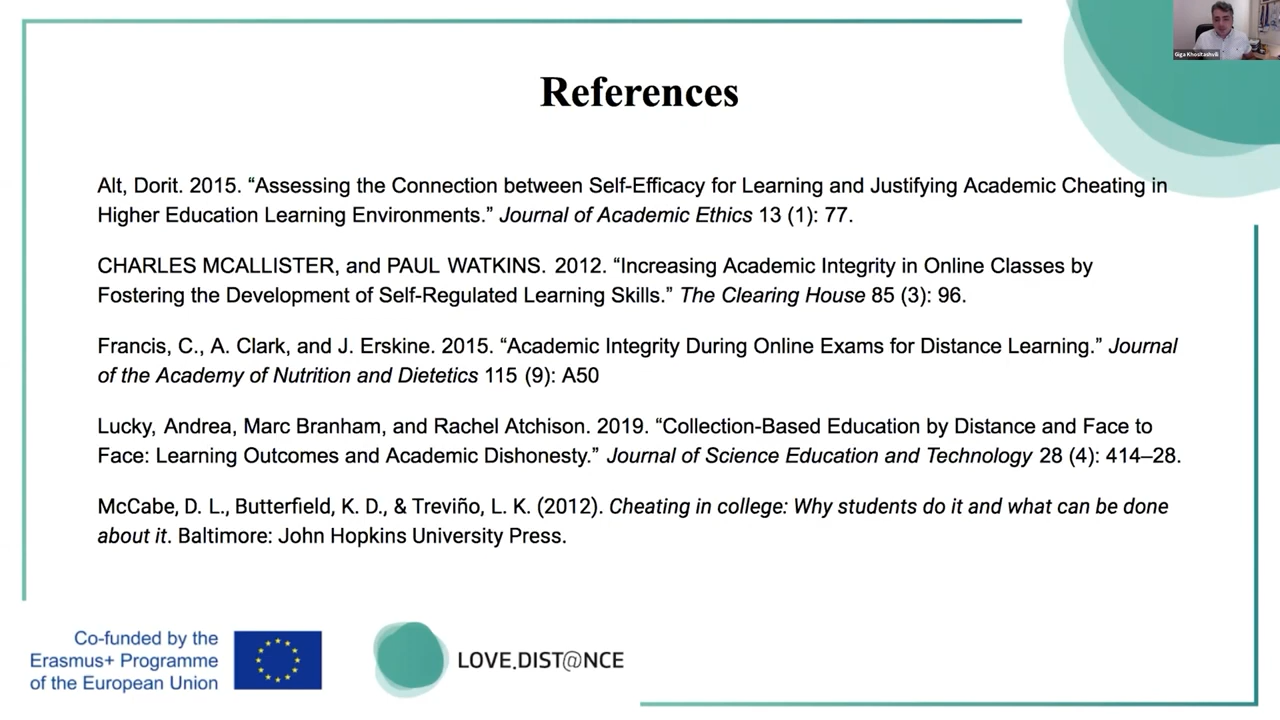 Giga Khositashvili
References
Alt, Dorit. 2015. “Assessing the Connection between Self-Efficacy for Learning and Justifying Academic Cheating in
Higher Education Learning Environments.” Journal of Academic Ethics 13 (1): 77.
CHARLES MCALLISTER, and PAUL WATKINS. 2012. “Increasing Academic Integrity in Online Classes by
Fostering the Development of Self-Regulated Learning Skills.” The Clearing House 85 (3): 96.
Francis, C., A. Clark, and J. Erskine. 2015. “Academic Integrity During Online Exams for Distance Learning.” Journal
of the Academy of Nutrition and Dietetics 115 (9): A50
Lucky, Andrea, Marc Branham, and Rachel Atchison. 2019. “Collection-Based Education by Distance and Face to
Face: Learning Outcomes and Academic Dishonesty.” Journal of Science Education and Technology 28 (4): 414–28.
McCabe, D. L., Butterfield, K. D., & Treviño, L. K. (2012). Cheating in college: Why students do it and what can be done
about it. Baltimore: John Hopkins University Press.
Co-funded by the
Erasmus+ Programme
of the European Union
LOVE.DIST@NCE